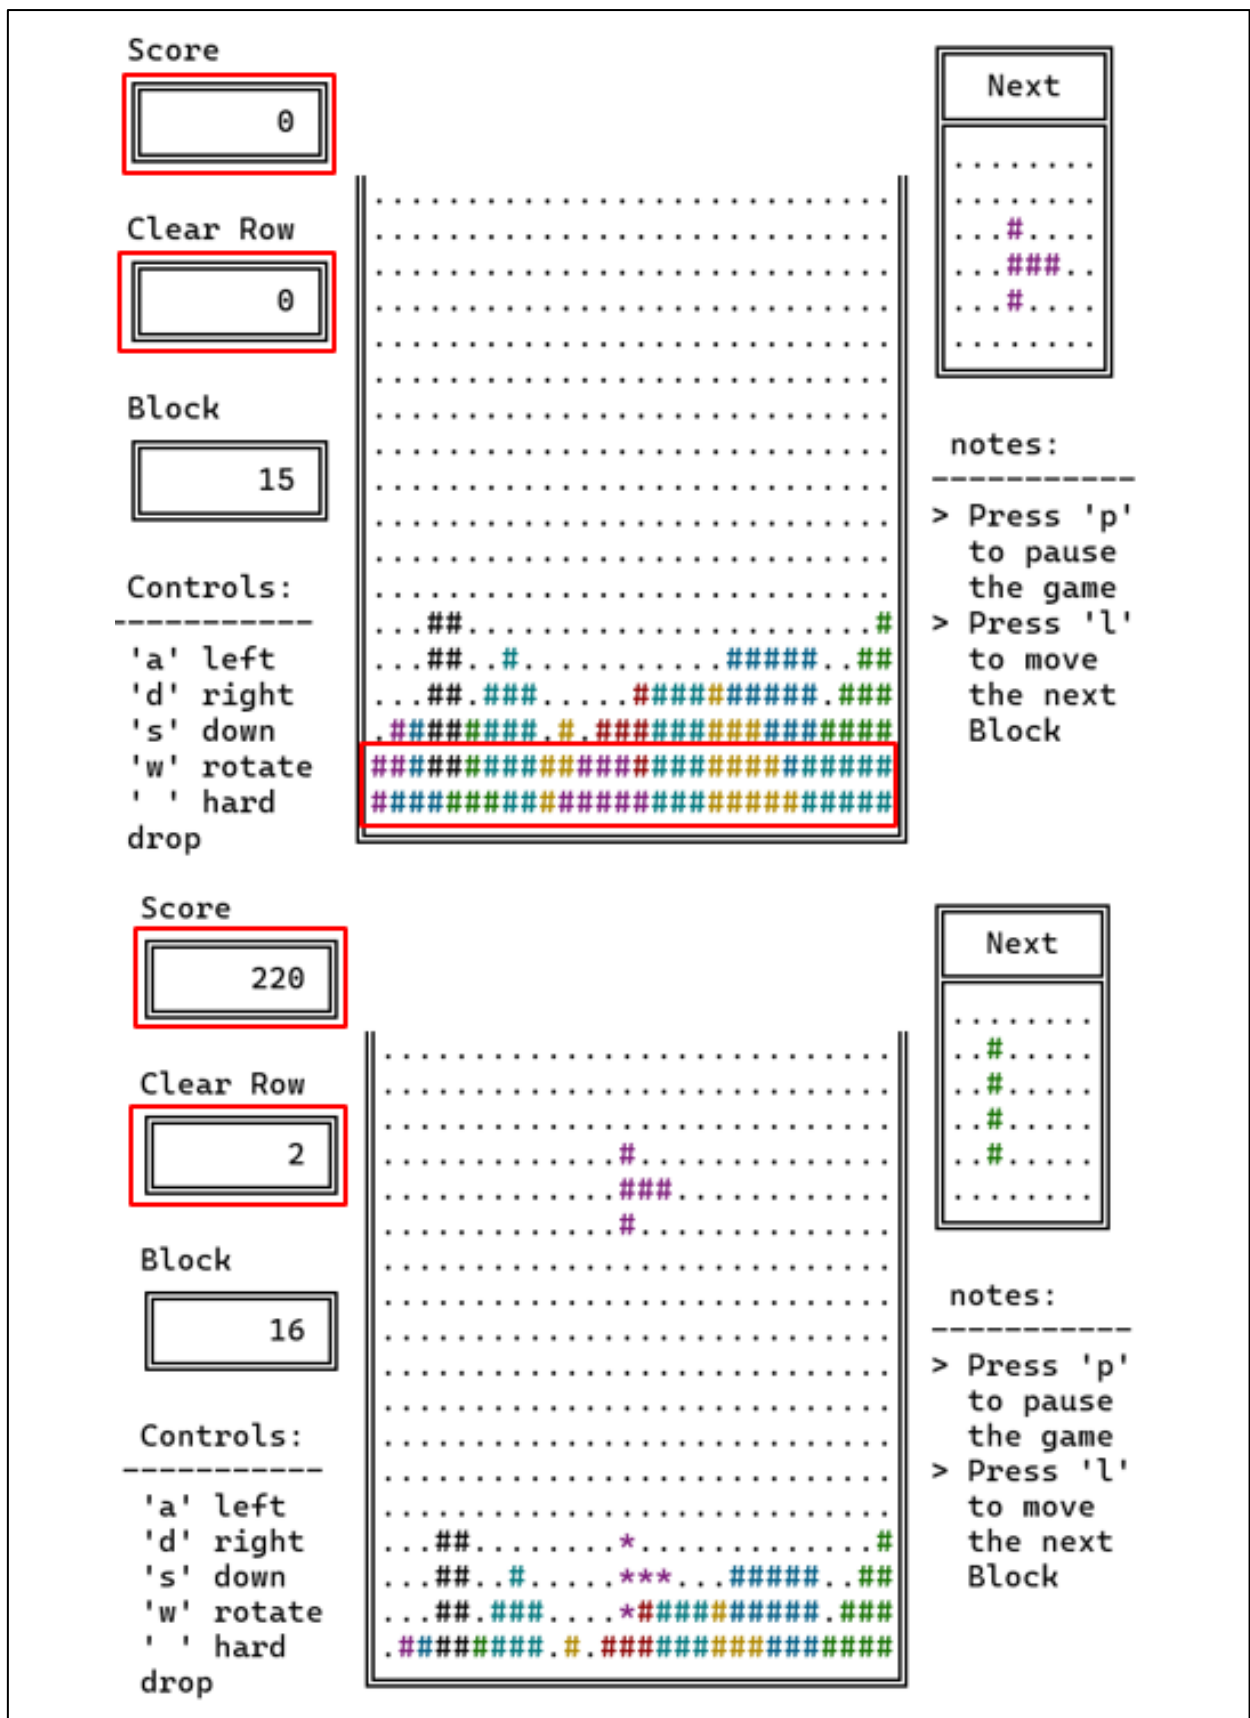 Score
0
Clear Row
0
Block
15
Controls:
-----------
'a' left
'd' right
's' down
'w' rotate
' ' hard
drop
............................
............................
............................
............................
............................
............................
............................
............................
............................
............................
............................
............................
...##......................#
...##..#...........#####..##
...##.###.....##########.###
.########.#.################
############################
############################
Next
........
........
...#....
...###..
...#....
........
notes:
-----------
> Press 'p'
to pause
the game
> Press 'l'
to move
the next
Block
Score
220
Clear Row
2
Block
16
Controls:
-----------
'a' left
'd' right
's' down
'w' rotate
' ' hard
drop
............................
............................
............................
.............#..............
.............###............
.............#..............
............................
............................
............................
............................
............................
............................
............................
............................
...##........*.............#
...##..#.....***...#####..##
...##.###....*##########.###
.########.#.################
Next
........
..#.....
..#.....
..#.....
..#.....
........
notes:
-----------
> Press 'p'
to pause
the game
> Press 'l'
to move
the next
Block